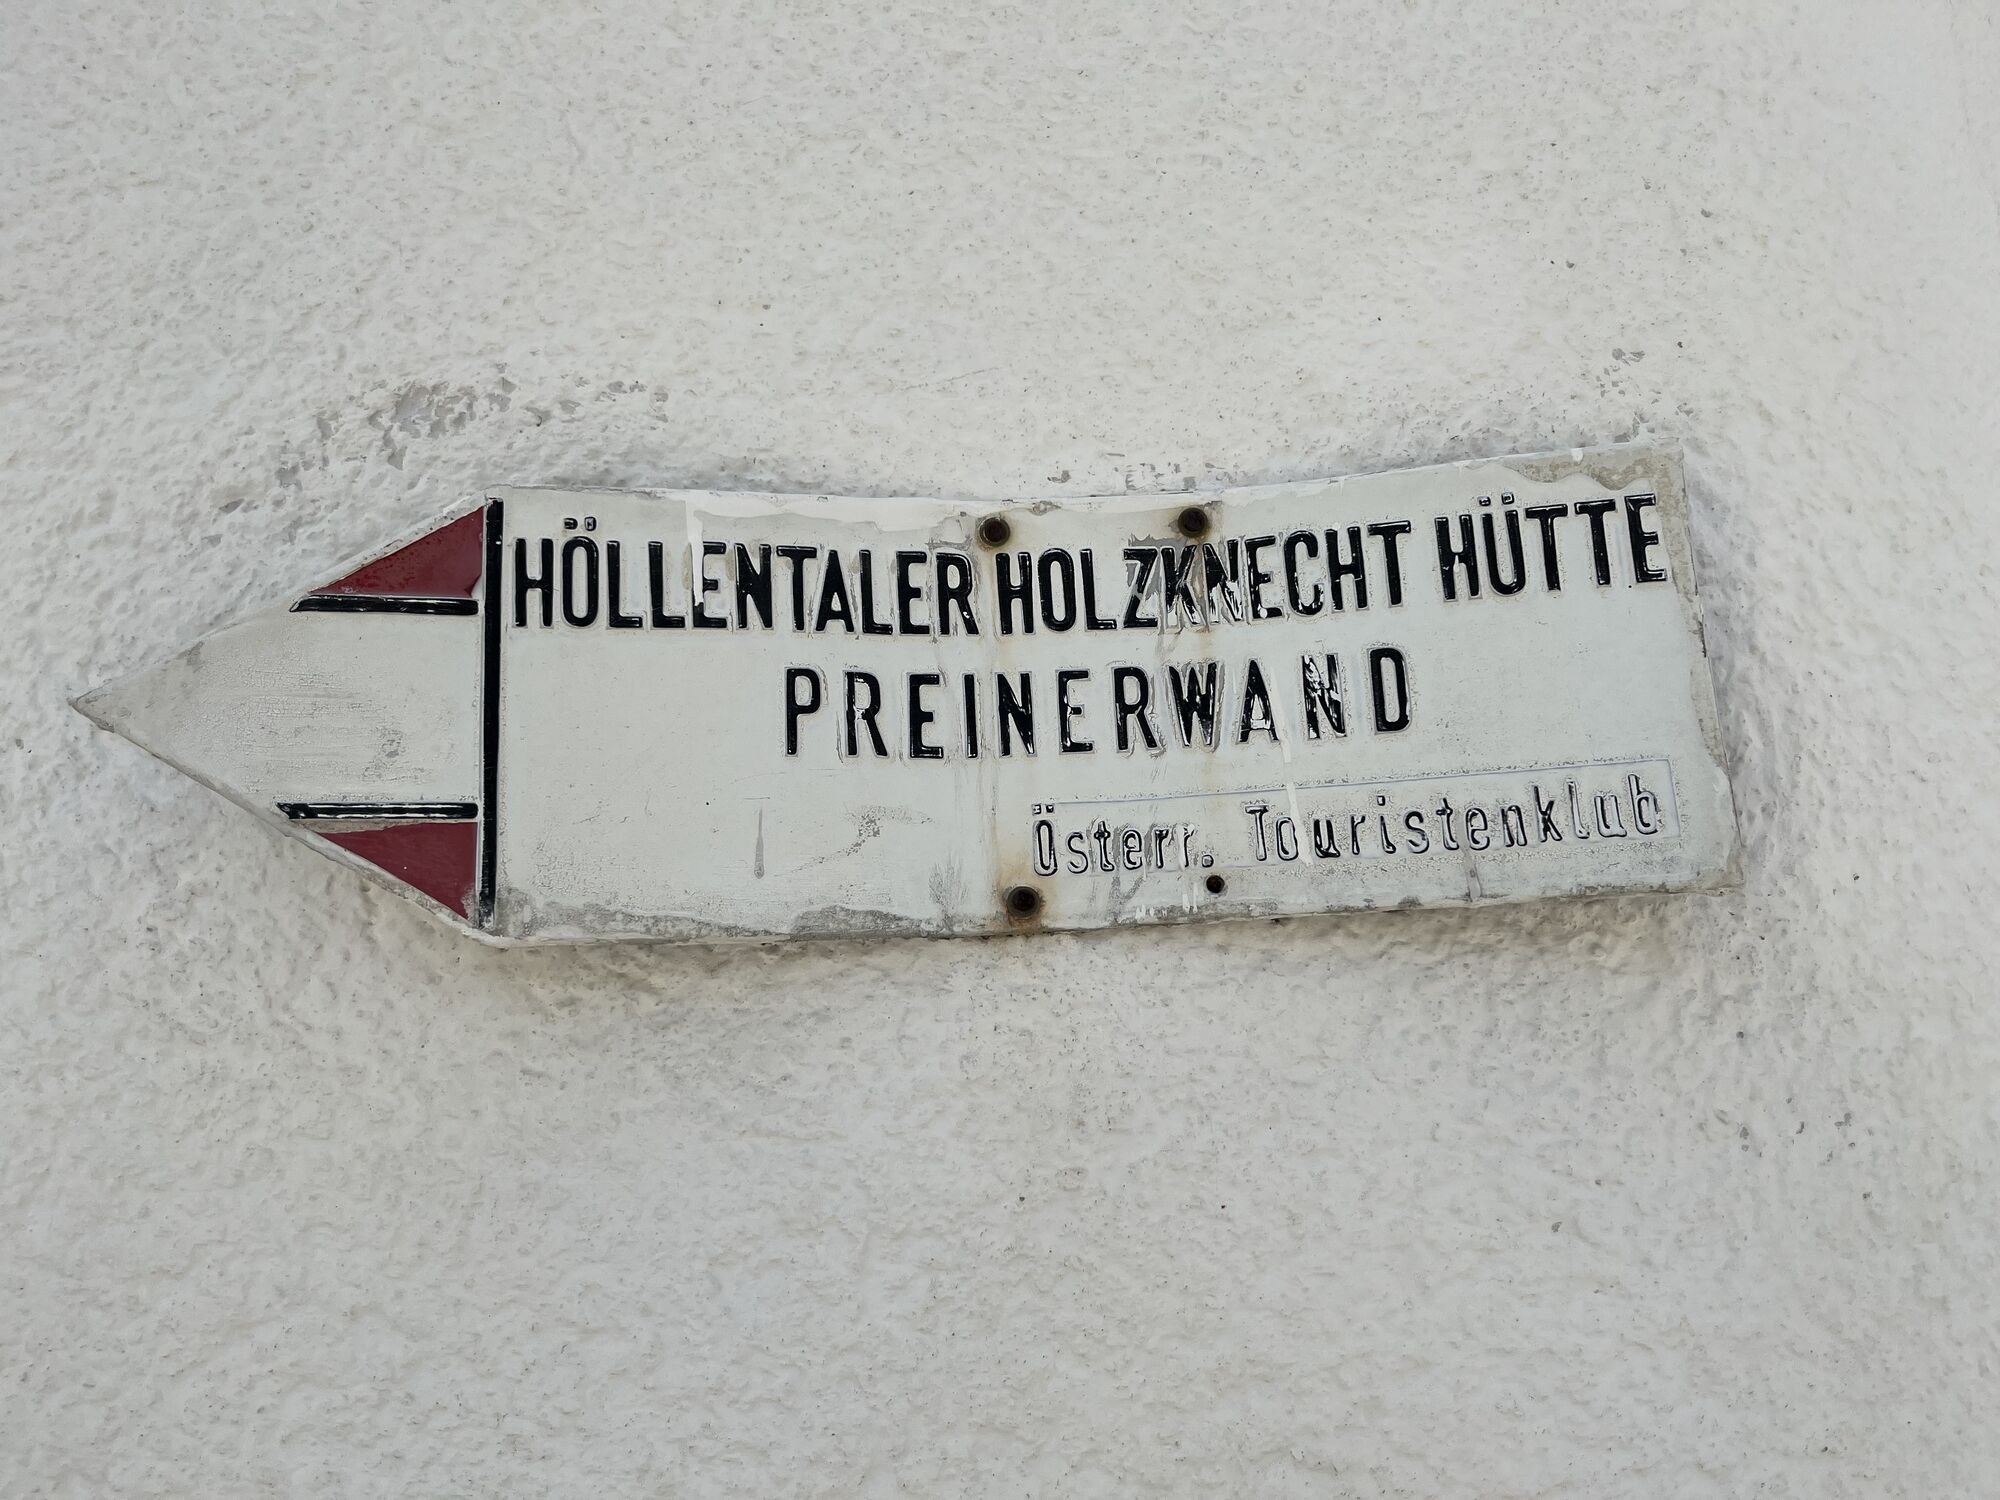 HÖLLENTALER HOLZKNECHT HÜTTE
PREINERWAND
Österr. Touristenklub